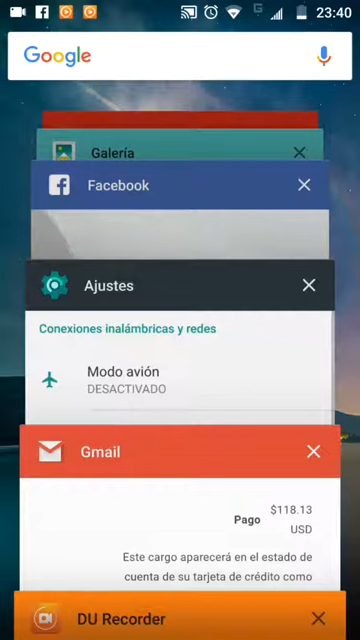 G
23:40
Google
Galería
Facebook
Ajustes
Conexiones inalámbricas y redes
Modo avión
DESACTIVADO
Gmail
$118.13
Pago
USD
Este cargo aparecerá en el estado de
cuenta de su tarjeta de crédito como
DU Recorder